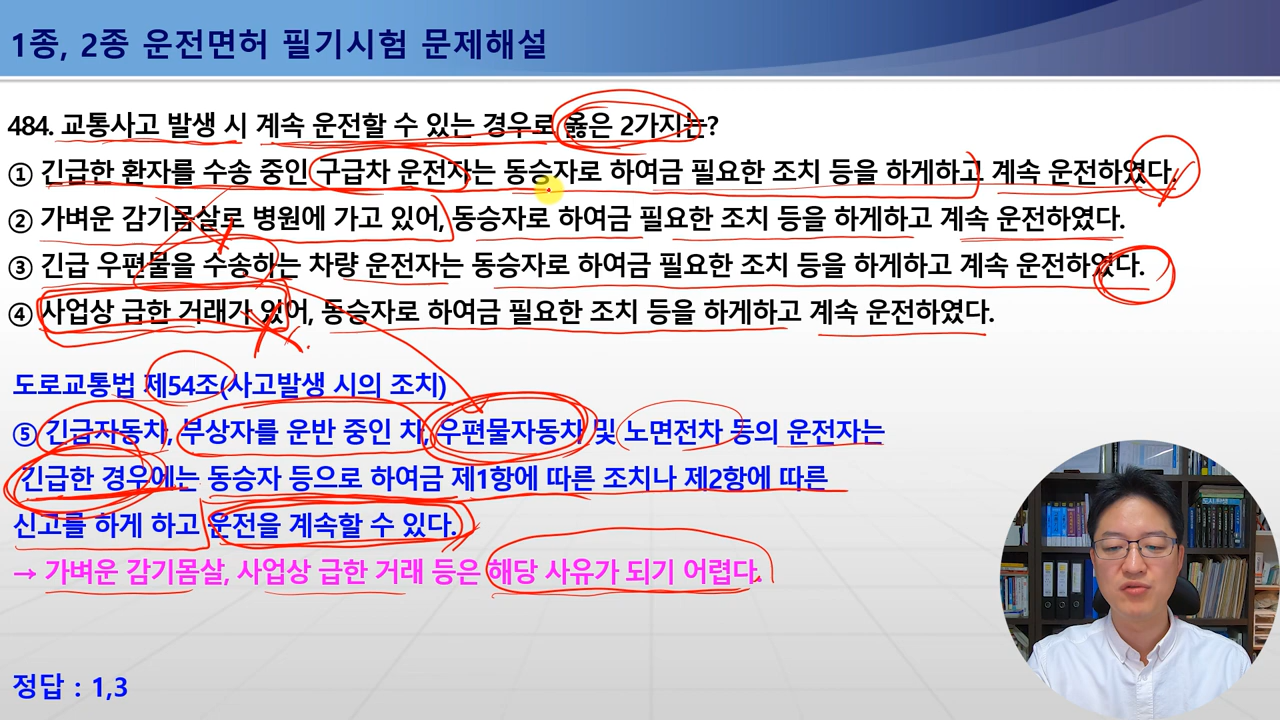 1종, 2종 운전면허 필기시험 문제해설
484. 교통사고 발생 시 계속 운전할 수 있는 경우로 옳은 2가지는?
① 긴급한 환자를 수송 중인 구급차 운전자는 동승자로 하여금 필요한 조치 등을 하게하고 계속 운전하였다.
② 가벼운 감기몸살로 병원에 가고 있어, 동승자로 하여금 필요한 조치 등을 하게하고 계속 운전하였다.
③ 긴급 우편물을 수송하는 차량 운전자는 동승자로 하여금 필요한 조치 등을 하게하고 계속 운전하였다.
④ 사업상 급한 거래가 있어, 동승자로 하여금 필요한 조치 등을 하게하고 계속 운전하였다.
도로교통법 제54조(사고발생 시의 조치)
⑤ 긴급자동차, 부상자를 운반 중인 차, 우편물자동차 및 노면전차 등의 운전자는
긴급한 경우에는 동승자 등으로 하여금 제1항에 따른 조치나 제2항에 따른
신고를 하게 하고 운전을 계속할 수 있다.
→ 가벼운 감기몸살, 사업상 급한 거래 등은 해당 사유가 되기 어렵다.
정답 : 1,3